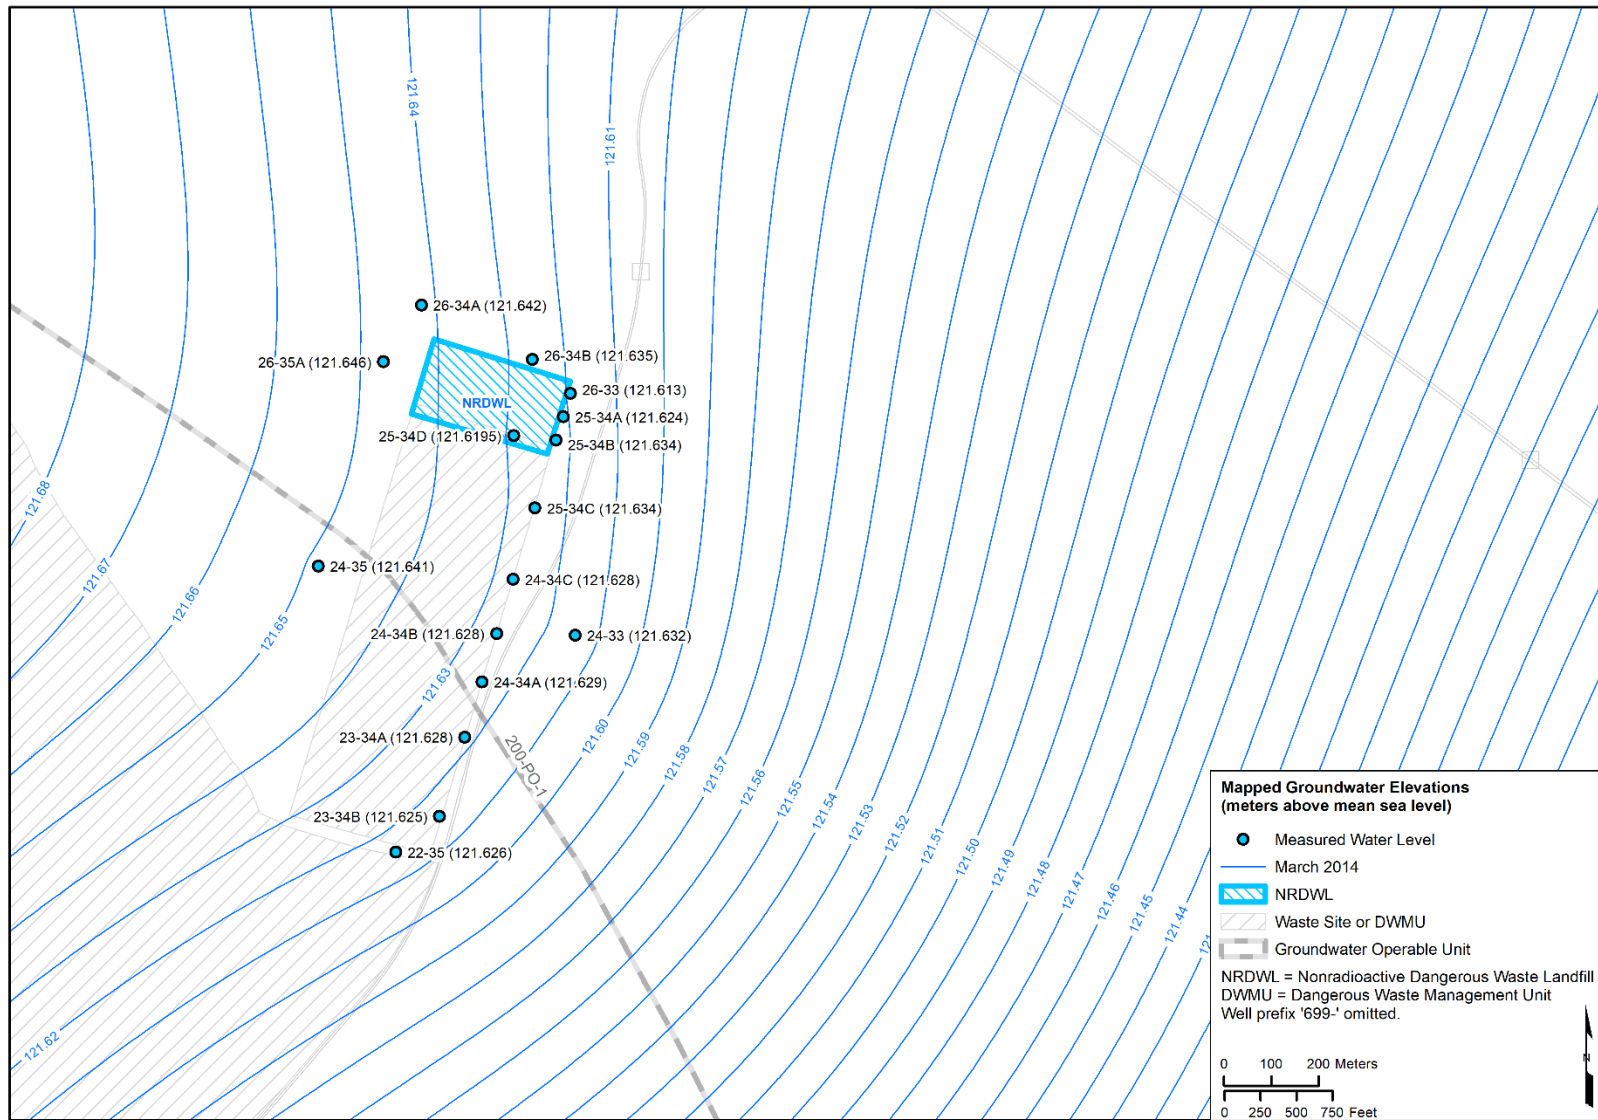 121.64
121.61
26-34A (121.642)
26-35A (121.646)
26-34B (121.635)
26-33 (121.613)
NRDWL
25-34A (121.624)
25-34D (121.6195)
25-34B (121.634)
121.68
25-34C (121.634)
24-35 (121.641)
121.67
24-34C (121.628)
121.66
121.65
24-34B (121.628)
24-33 (121.632)
121.63
24-34A (121.629)
23-34A (121.628)
200-PO-1
121.60
121.59
121.58
121.57
121.56
121.55
121.54
121.53
121.52
121.51
121.50
121.49
121.48
121.47
121.46
121.45
121.44
23-34B (121.625)
22-35 (121.626)
121.62
Mapped Groundwater Elevations
(meters above mean sea level)
Measured Water Level
March 2014
NRDWL
Waste Site or DWMU
Groundwater Operable Unit
NRDWL = Nonradioactive Dangerous Waste Landfill
DWMU = Dangerous Waste Management Unit
Well prefix '699-' omitted.
0 100 200 Meters
0 250 500 750 Feet
N